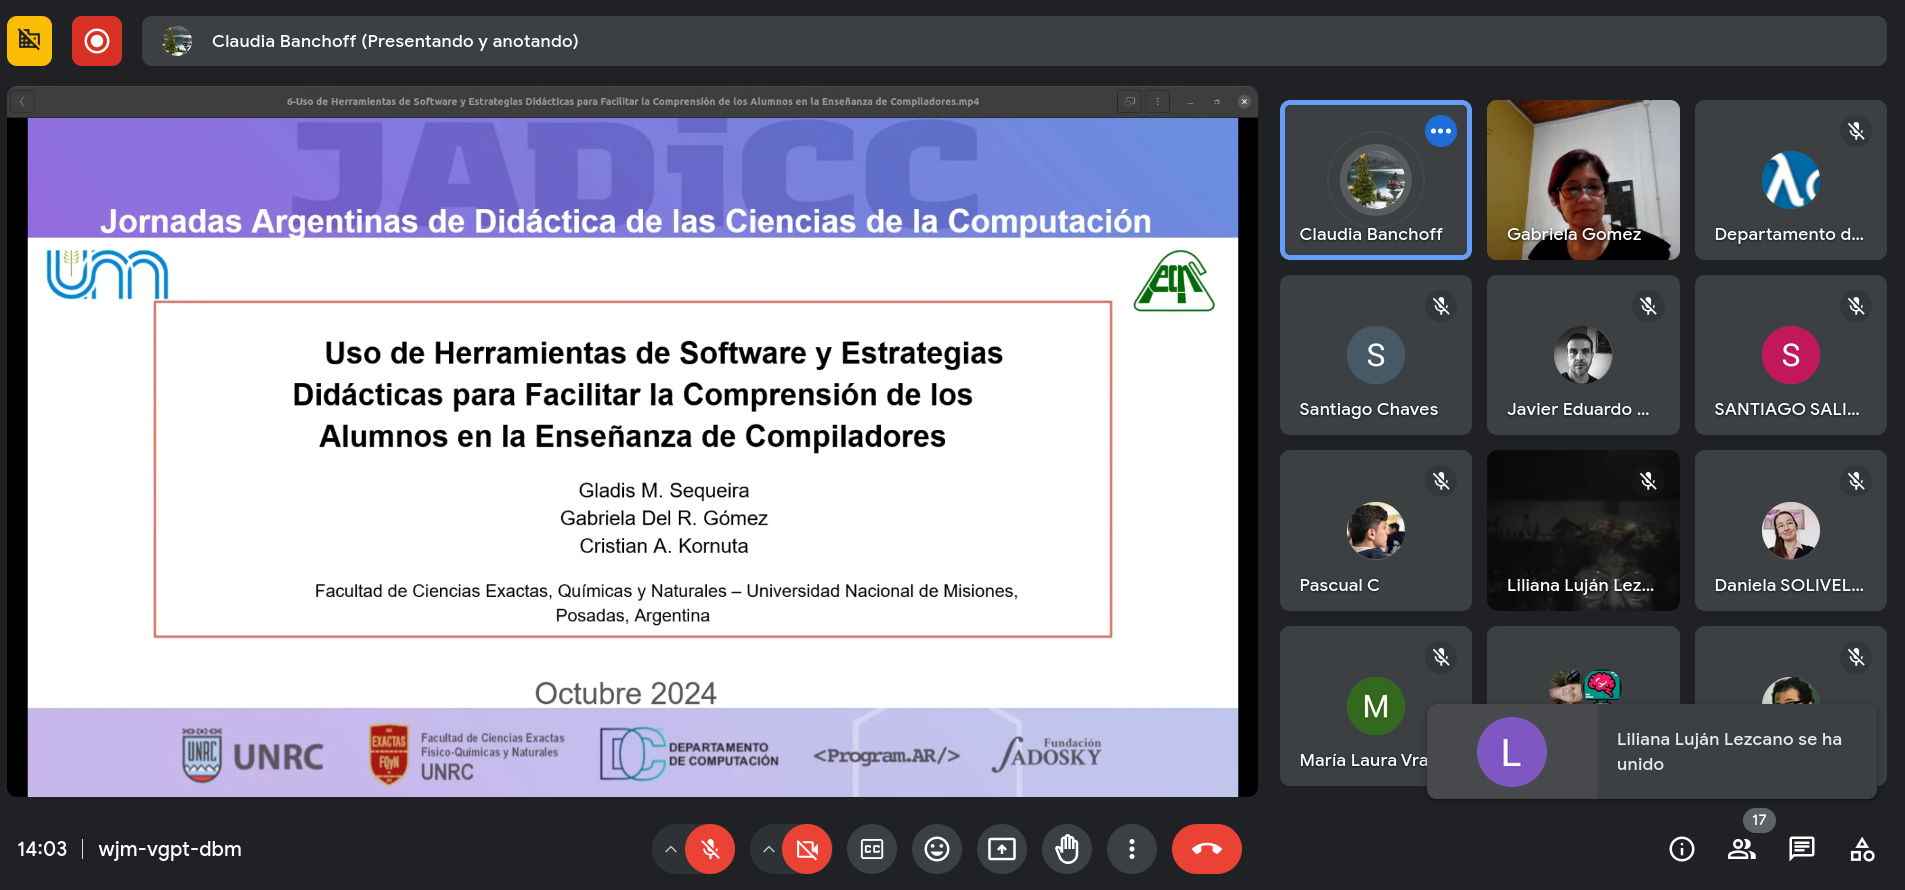 Claudia Banchoff (Presentando y anotando)
6-Uso de Herramientas de Software y Estrategias Didácticas para Facilitar la Comprensión de los Alumnos en la Enseñanza de Compiladores.mp4
JADiCC
Jornadas Argentinas de Didáctica de las Ciencias de la Computación
Uso de Herramientas de Software y Estrategias
Didácticas para Facilitar la Comprensión de los
Alumnos en la Enseñanza de Compiladores
Gladis M. Sequeira
Gabriela Del R. Gómez
Cristian A. Kornuta
Facultad de Ciencias Exactas, Químicas y Naturales – Universidad Nacional de Misiones,
Posadas, Argentina
Octubre 2024
UNRC
UNRC
EXACTAS
FQyN
Facultad de Ciencias Exactas
Físico-Químicas y Naturales
UNRC
DC
DEPARTAMENTO
DE COMPUTACIÓN
<Program.AR/>
Fundación
SADOSKY
Claudia Banchoff
Gabriela Gomez
Departamento d...
S
Santiago Chaves
Javier Eduardo ...
S
SANTIAGO SALI...
Pascual C
Liliana Luján Lez...
Daniela SOLIVEL...
M
María Laura Vra
L
Liliana Luján Lezcano se ha
unido
14:03
wjm-vgpt-dbm
CC
17